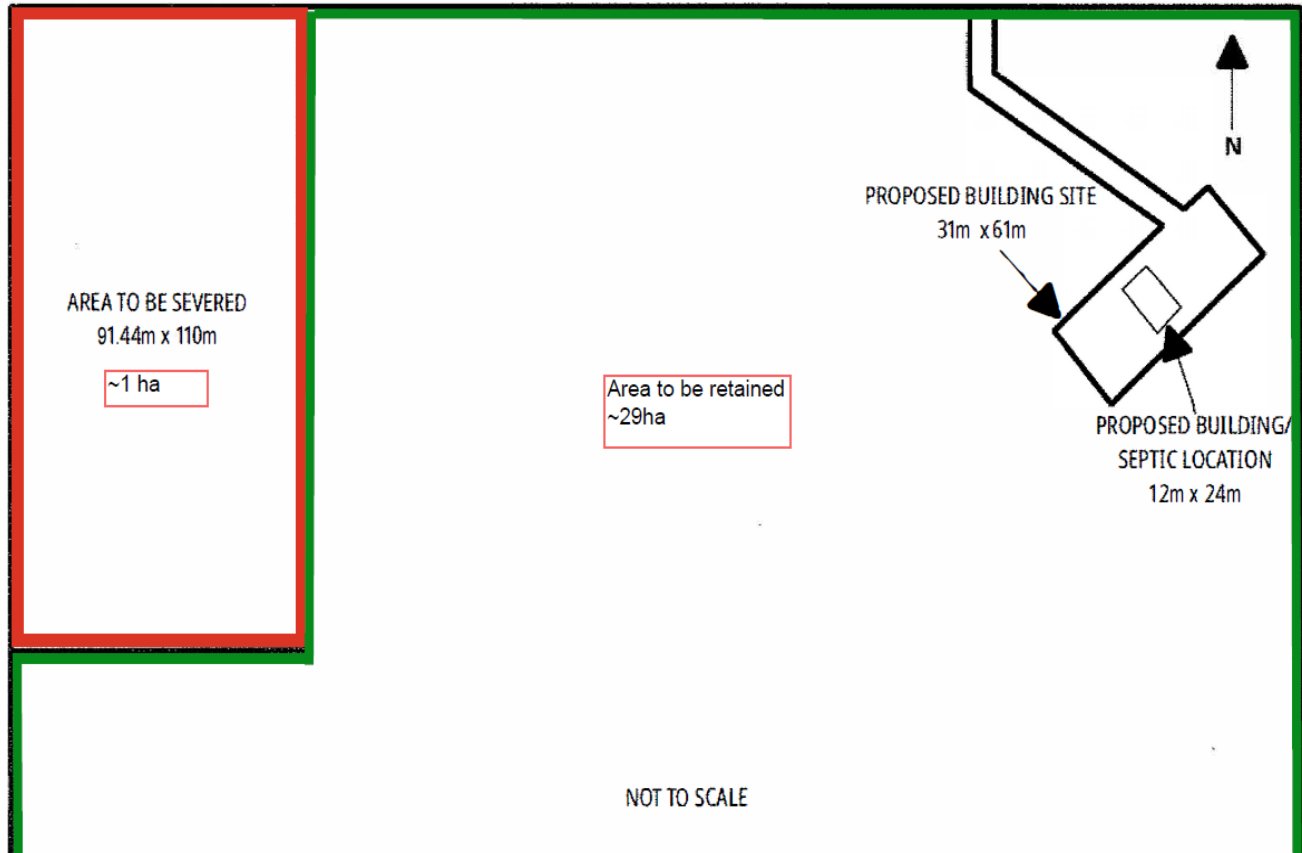 N
PROPOSED BUILDING SITE
31m x 61m
AREA TO BE SEVERED
91.44m x 110m
~1 ha
Area to be retained
~29ha
PROPOSED BUILDING/
SEPTIC LOCATION
12m x 24m
NOT TO SCALE